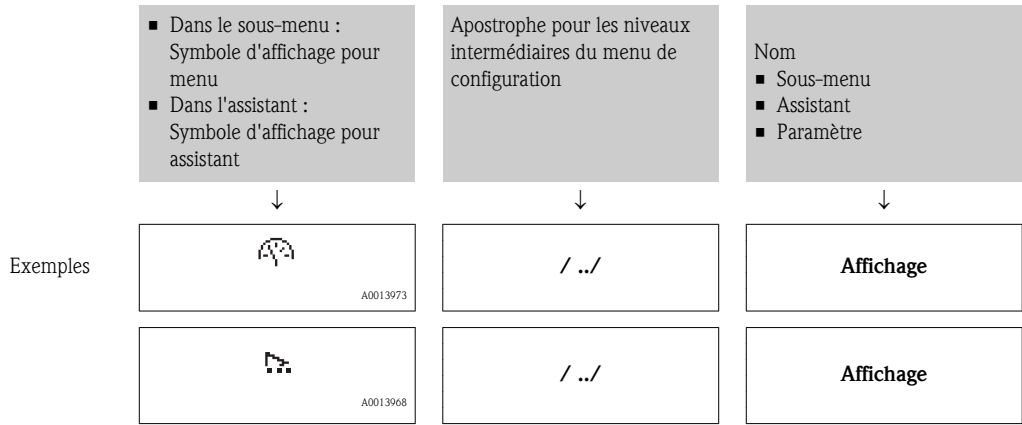 ■ Dans le sous-menu :
Symbole d'affichage pour
menu
■ Dans l'assistant :
Symbole d'affichage pour
assistant
Apostrophe pour les niveaux
intermédiaires du menu de
configuration
Nom
■ Sous-menu
■ Assistant
■ Paramètre
↓ ↓ ↓
Exemples
A0013973
/ ../
Affichage
A0013968
/ ../
Affichage